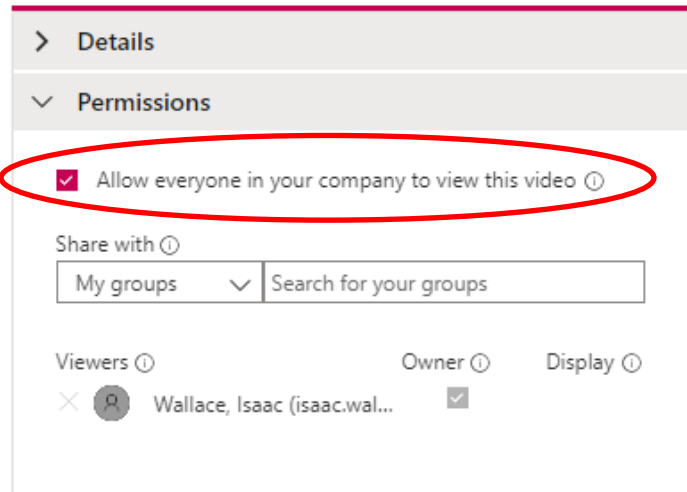 Details
Permissions
Allow everyone in your company to view this video
Share with
My groups Search for your groups
Viewers Owner Display
Wallace, Isaac (isaac.wal...